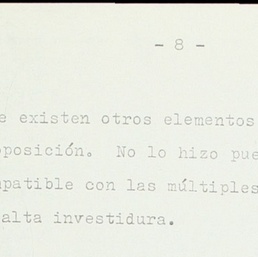 - 8 -
e existen otros elementos
posición. No lo hizo pue
patible con las múltiples
alta investidura.